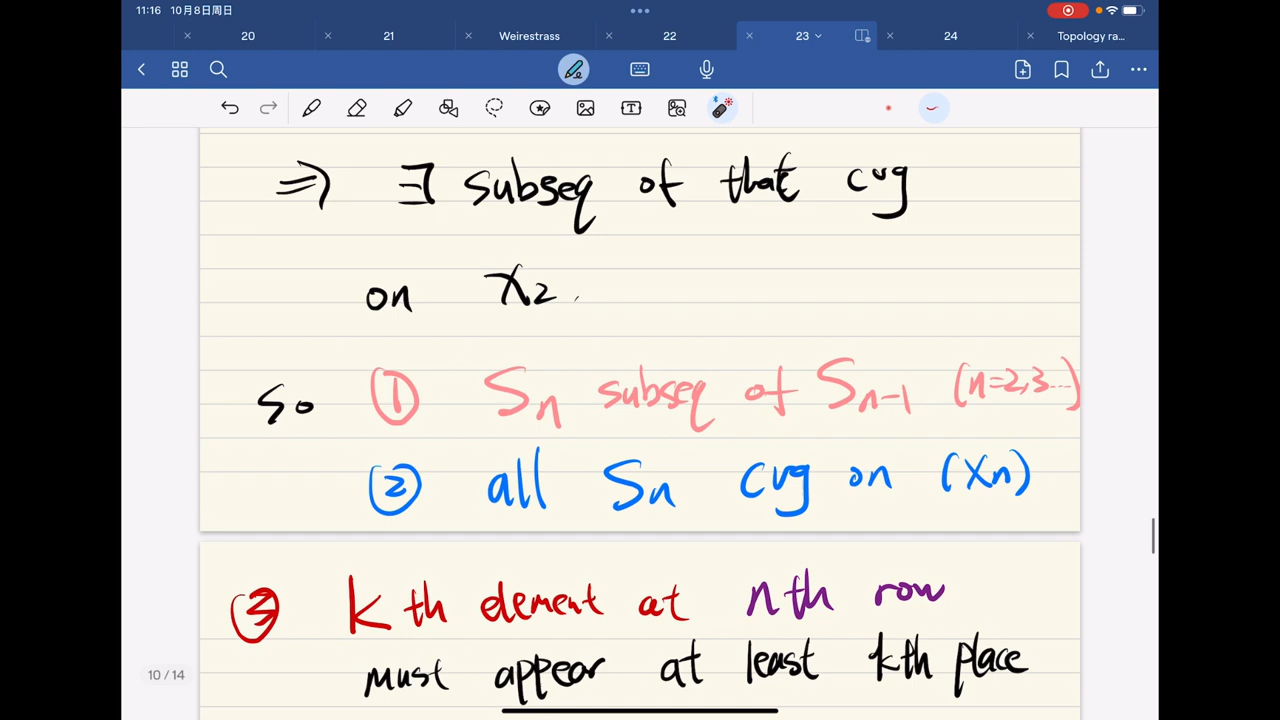 11:16 10月8日周日
20 21 Weirestrass 22 23 24 Topology ra...
⇒ ∃ subseq of that cvg
on X2
So ① Sn subseq of Sn-1 (n=2,3...)
② all Sn cvg on (Xn)
③ k th element at nth row
must appear at least kth place
10 / 14